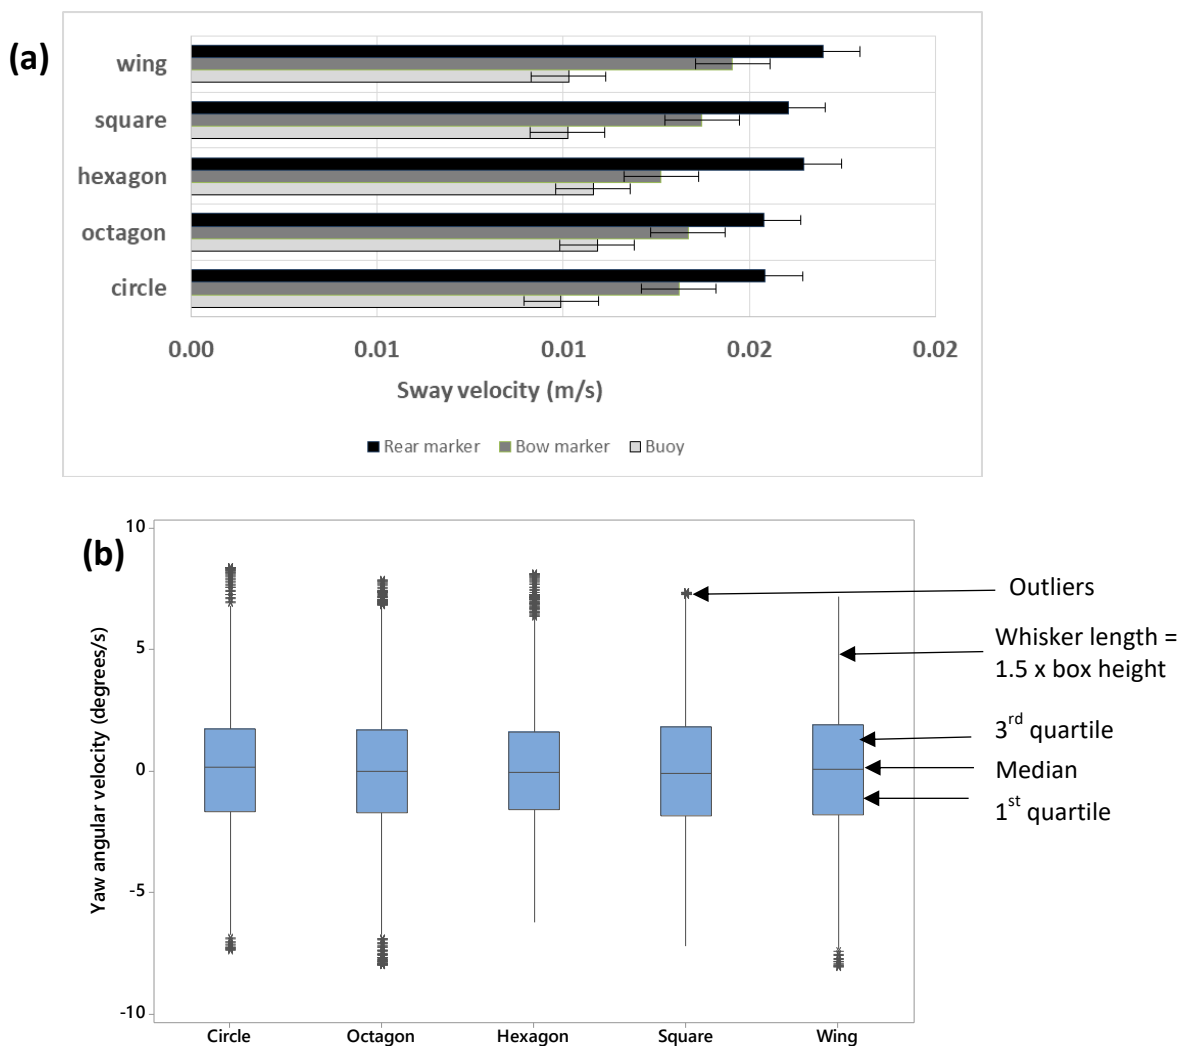 (a)
wing
square
hexagon
octagon
circle
0.00 0.01 0.01 0.02 0.02
Sway velocity (m/s)
Rear marker Bow marker Buoy
(b)
10
5
0
-5
-10
Yaw angular velocity (degrees/s)
Circle Octagon Hexagon Square Wing
Outliers
Whisker length =
1.5 x box height
3rd quartile
Median
1st quartile